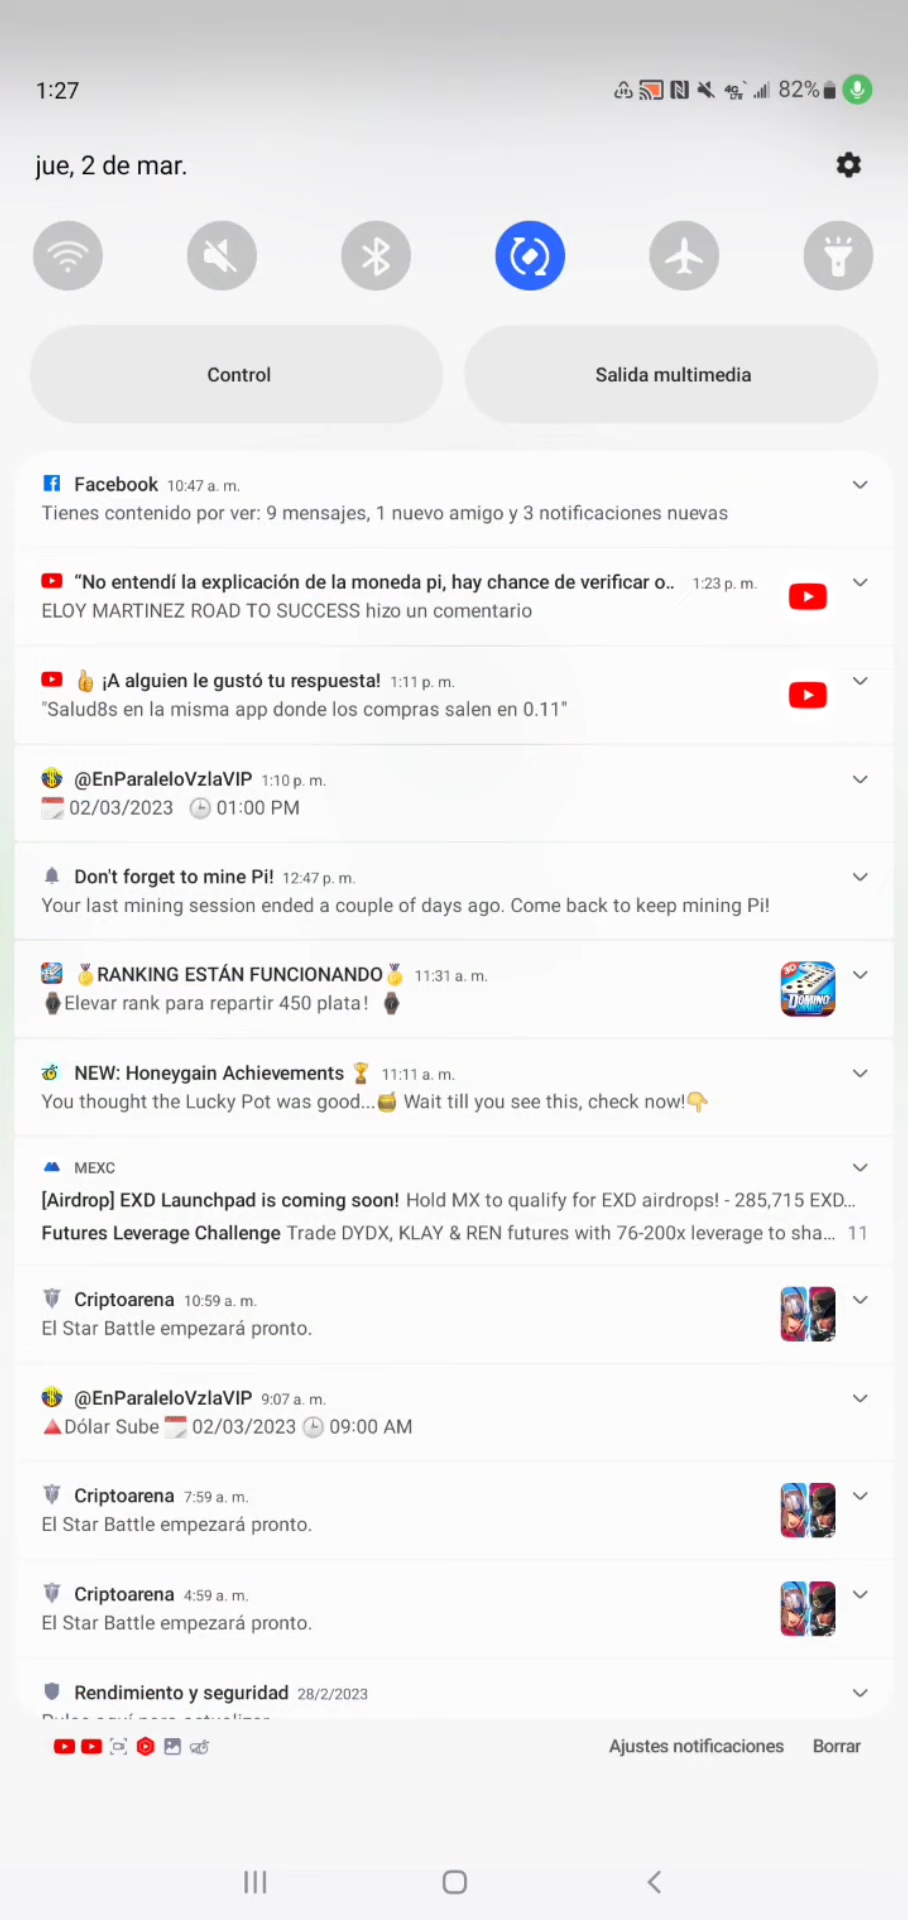 1:27
4G LTE 82%
jue, 2 de mar.
Control
Salida multimedia
Facebook 10:47 a. m.
Tienes contenido por ver: 9 mensajes, 1 nuevo amigo y 3 notificaciones nuevas
“No entendí la explicación de la moneda pi, hay chance de verificar o.. 1:23 p. m.
ELOY MARTINEZ ROAD TO SUCCESS hizo un comentario
👍 ¡A alguien le gustó tu respuesta! 1:11 p. m.
"Salud8s en la misma app donde los compras salen en 0.11"
@EnParaleloVzlaVIP 1:10 p. m.
02/03/2023 🕒 01:00 PM
Don't forget to mine Pi! 12:47 p. m.
Your last mining session ended a couple of days ago. Come back to keep mining Pi!
🏅RANKING ESTÁN FUNCIONANDO🏅 11:31 a. m.
Elevar rank para repartir 450 plata!
DOMINO
NEW: Honeygain Achievements 🏆 11:11 a. m.
You thought the Lucky Pot was good...🍯 Wait till you see this, check now!👇
MEXC
[Airdrop] EXD Launchpad is coming soon! Hold MX to qualify for EXD airdrops! - 285,715 EXD...
Futures Leverage Challenge Trade DYDX, KLAY & REN futures with 76-200x leverage to sha... 11
Criptoarena 10:59 a. m.
El Star Battle empezará pronto.
@EnParaleloVzlaVIP 9:07 a. m.
🔺Dólar Sube 02/03/2023 🕒 09:00 AM
Criptoarena 7:59 a. m.
El Star Battle empezará pronto.
Criptoarena 4:59 a. m.
El Star Battle empezará pronto.
Rendimiento y seguridad 28/2/2023
Ajustes notificaciones
Borrar